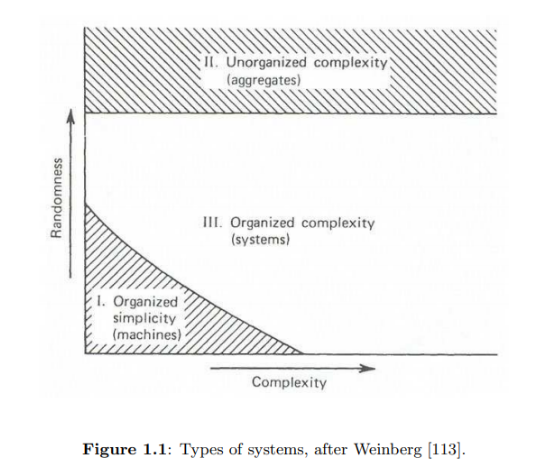 II. Unorganized complexity
(aggregates)
Randomness
III. Organized complexity
(systems)
I. Organized
simplicity
(machines)
Complexity
Figure 1.1: Types of systems, after Weinberg [113].